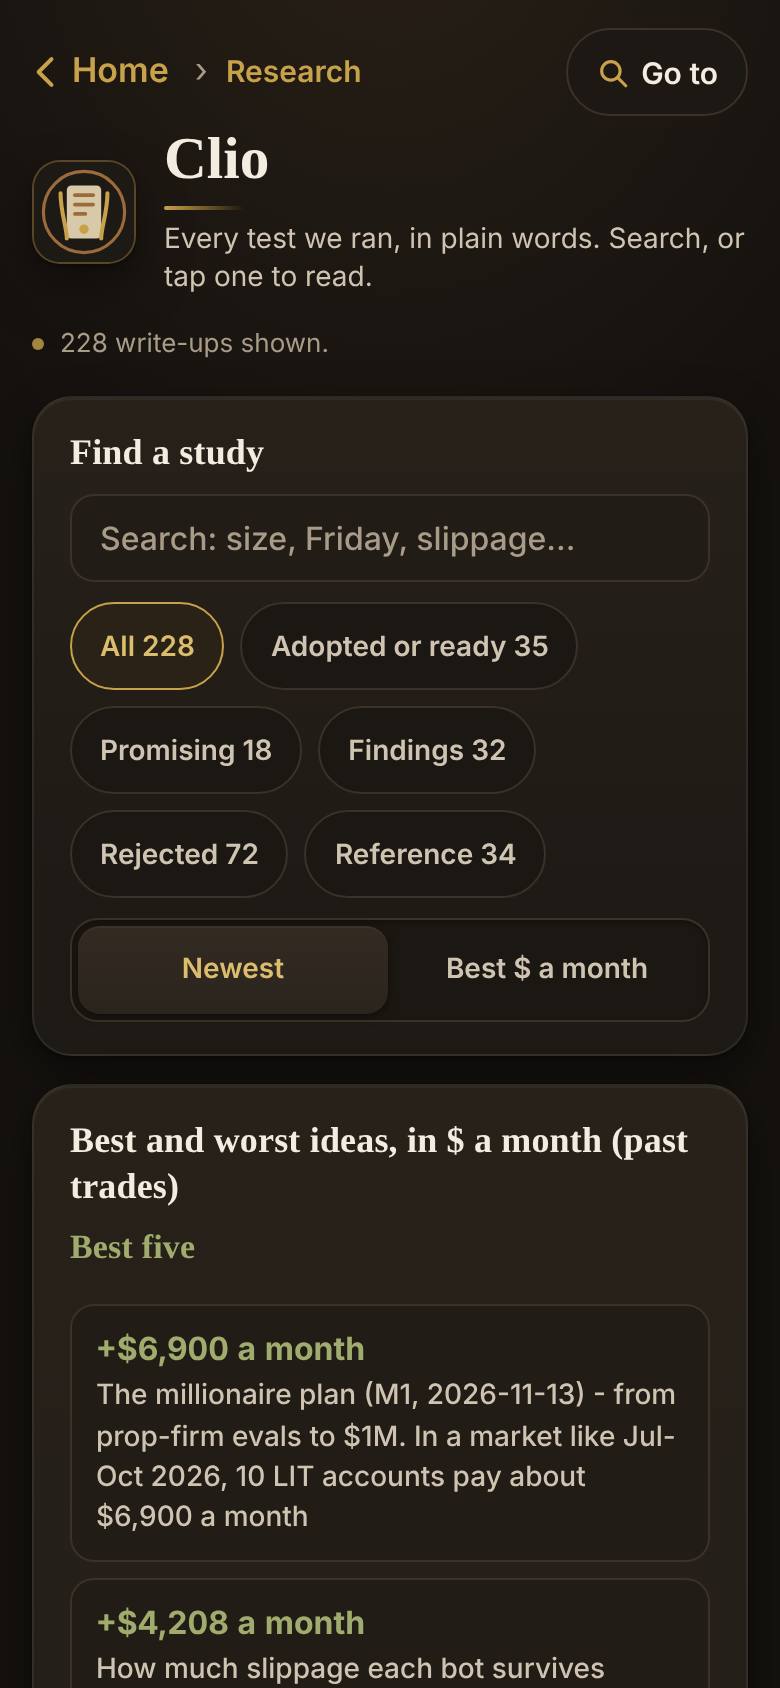 Home › Research
Go to
Clio
Every test we ran, in plain words. Search, or
tap one to read.
228 write-ups shown.
Find a study
Search: size, Friday, slippage...
All 228
Adopted or ready 35
Promising 18
Findings 32
Rejected 72
Reference 34
Newest
Best $ a month
Best and worst ideas, in $ a month (past
trades)
Best five
+$6,900 a month
The millionaire plan (M1, 2026-11-13) - from
prop-firm evals to $1M. In a market like Jul-
Oct 2026, 10 LIT accounts pay about
$6,900 a month
+$4,208 a month
How much slippage each bot survives